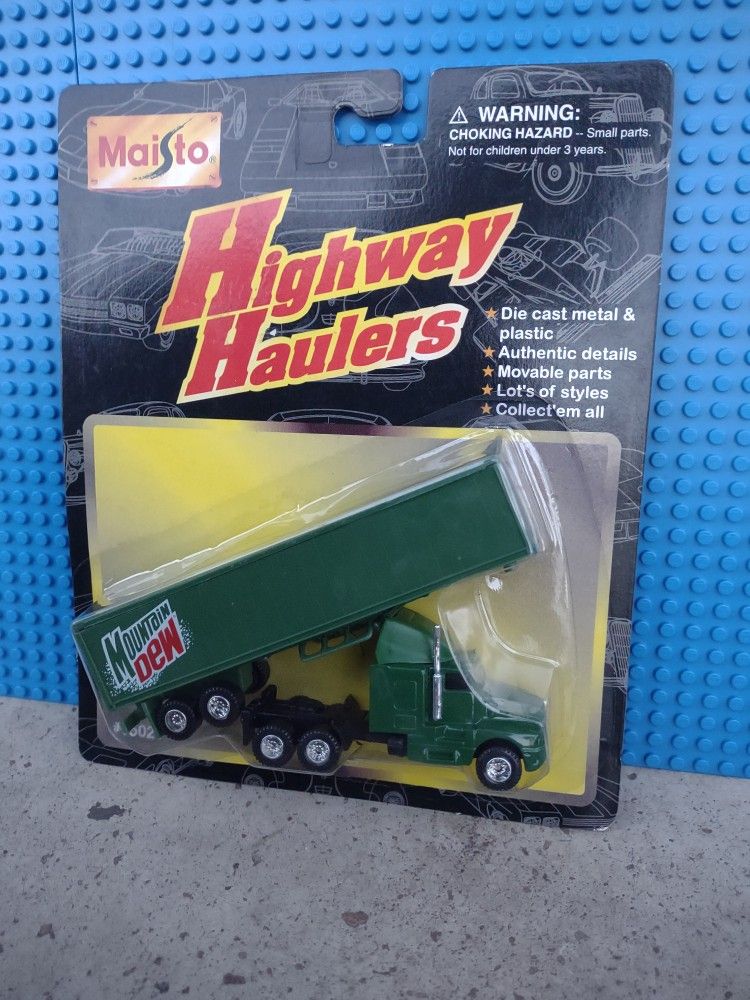 Maisto®
⚠ WARNING:
CHOKING HAZARD -- Small parts.
Not for children under 3 years.
Highway
Haulers
★ Die cast metal &
plastic
★ Authentic details
★ Movable parts
★ Lot's of styles
★ Collect'em all
Mountain
Dew